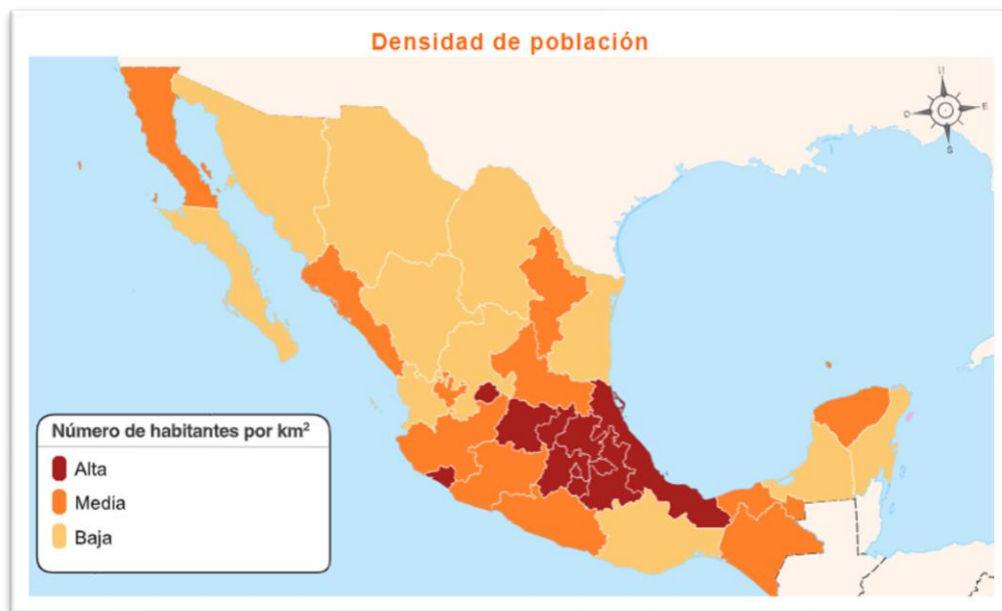 Densidad de población
N
O
E
S
Número de habitantes por km²
Alta
Media
Baja